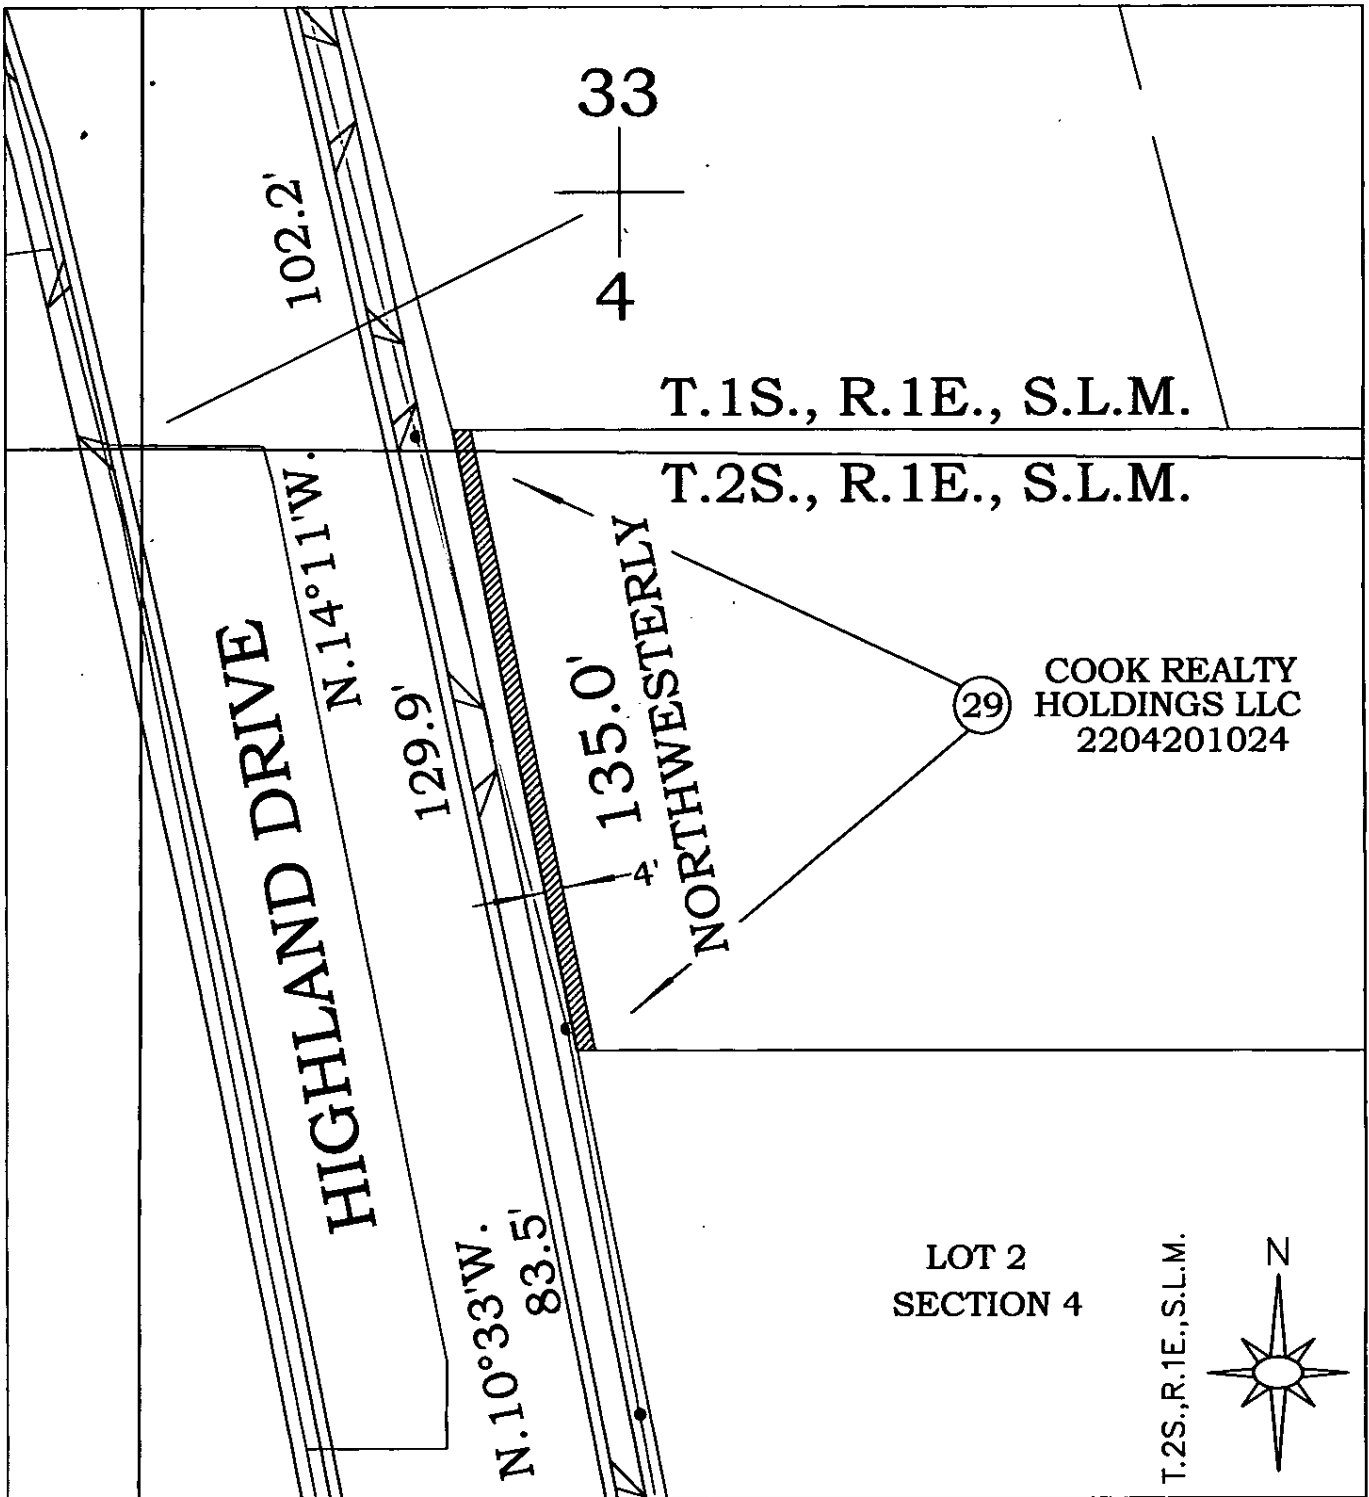 33
4
102.2'
T.1S., R.1E., S.L.M.
T.2S., R.1E., S.L.M.
N.14°11'W.
129.9'
HIGHLAND DRIVE
135.0'
NORTHWESTERLY
4'
29
COOK REALTY
HOLDINGS LLC
2204201024
N.10°33'W.
83.5'
LOT 2
SECTION 4
T.2S.,R.1E.,S.L.M.
N